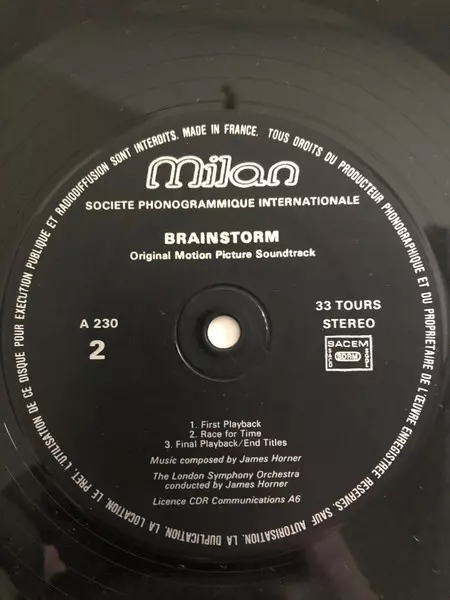 TOUS DROITS DU PRODUCTEUR PHONOGRAPHIQUE ET DU PROPRIETAIRE DE L'ŒUVRE ENREGISTREE RESERVES. SAUF AUTORISATION, LA DUPLICATION, LA LOCATION, LE PRET, L'UTILISATION DE CE DISQUE POUR EXECUTION PUBLIQUE ET RADIODIFFUSION SONT INTERDITS. MADE IN FRANCE.
milan
SOCIETE PHONOGRAMMIQUE INTERNATIONALE
BRAINSTORM
Original Motion Picture Soundtrack
A 230
2
33 TOURS
STEREO
SACEM
SACD SDRM SGDL
1. First Playback
2. Race for Time
3. Final Playback/End Titles
Music composed by James Horner
The London Symphony Orchestra
conducted by James Horner
Licence CDR Communications A6